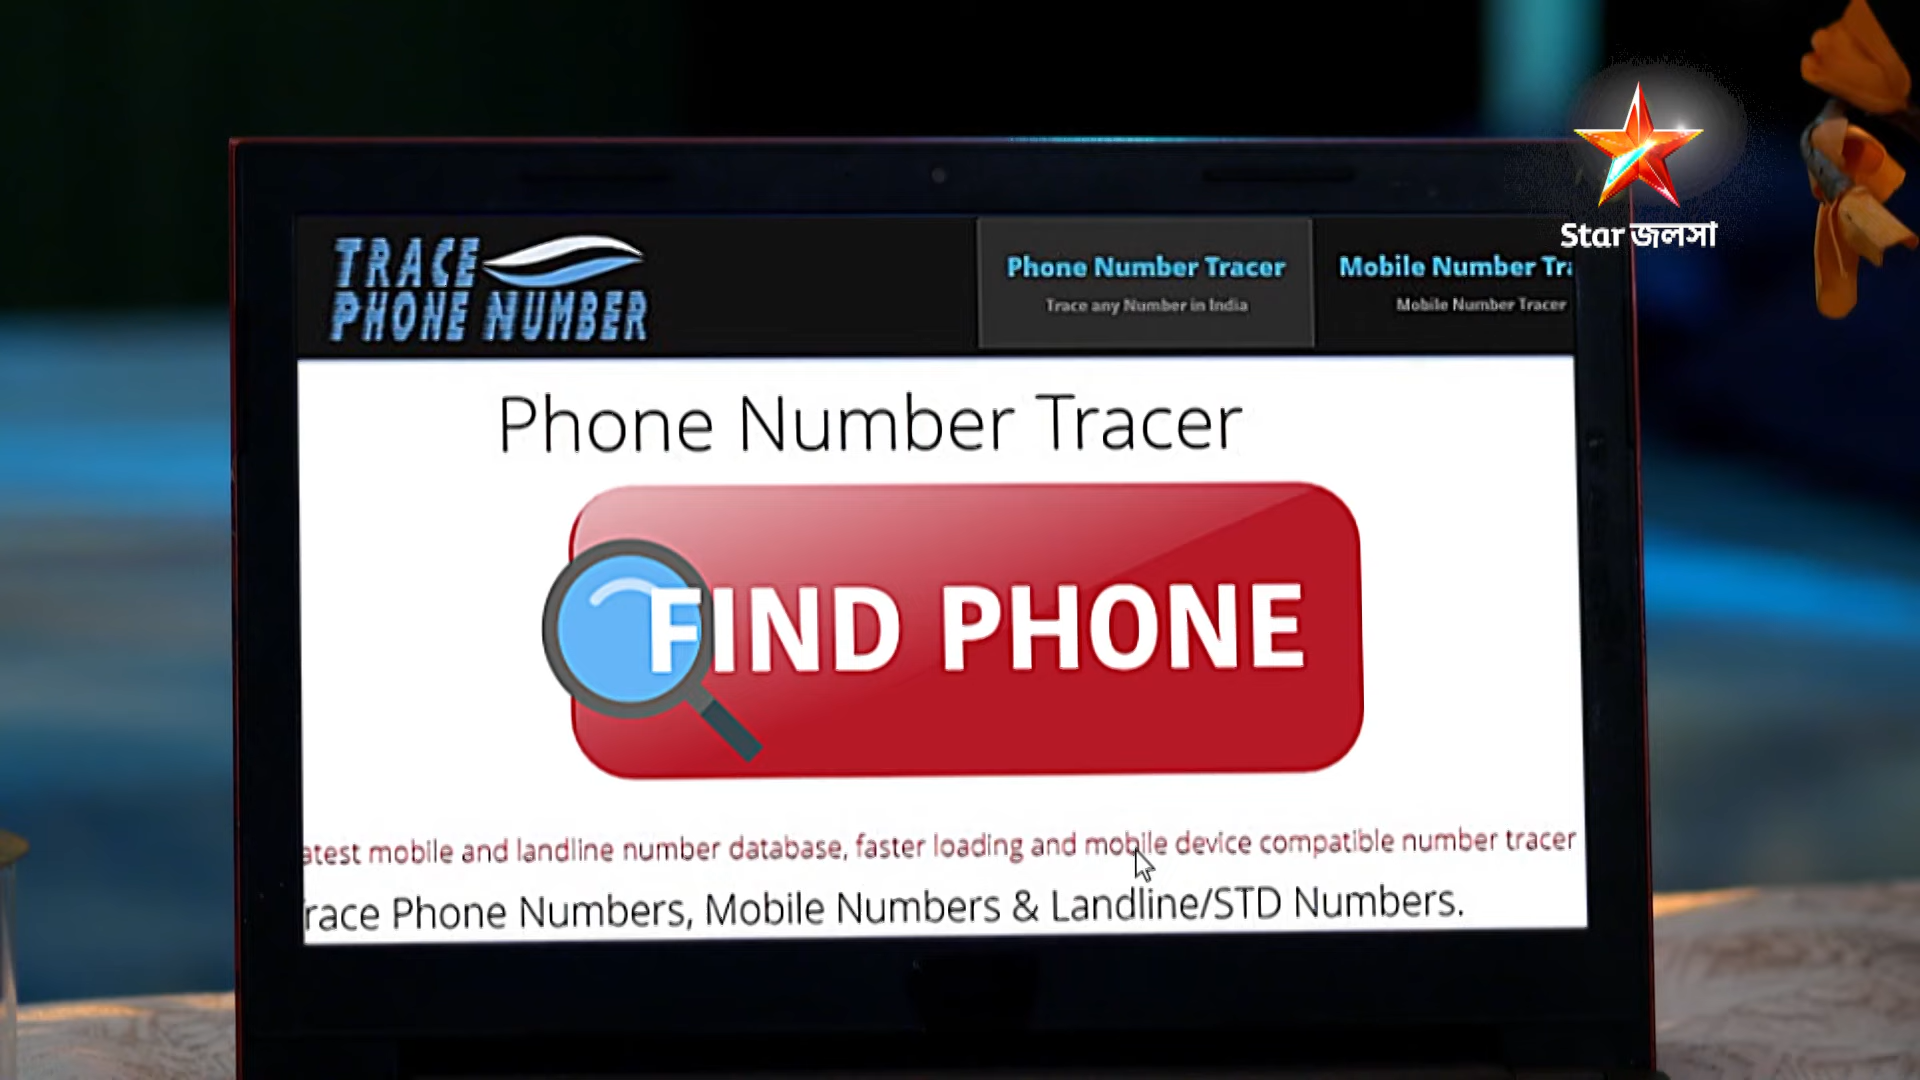 Star জলসা
TRACE
PHONE NUMBER
Phone Number Tracer
Trace any Number in India
Mobile Number Tra
Mobile Number Tracer
Phone Number Tracer
FIND PHONE
atest mobile and landline number database, faster loading and mobile device compatible number tracer
race Phone Numbers, Mobile Numbers & Landline/STD Numbers.